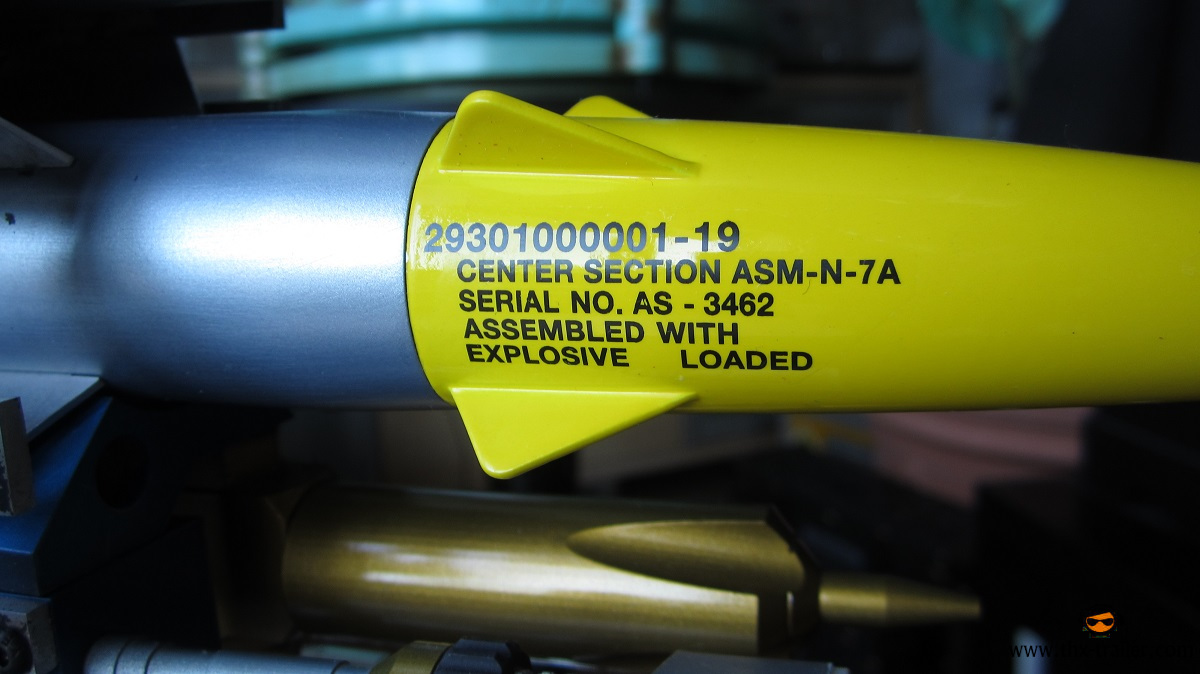 29301000001-19
CENTER SECTION ASM-N-7A
SERIAL NO. AS - 3462
ASSEMBLED WITH
EXPLOSIVE LOADED